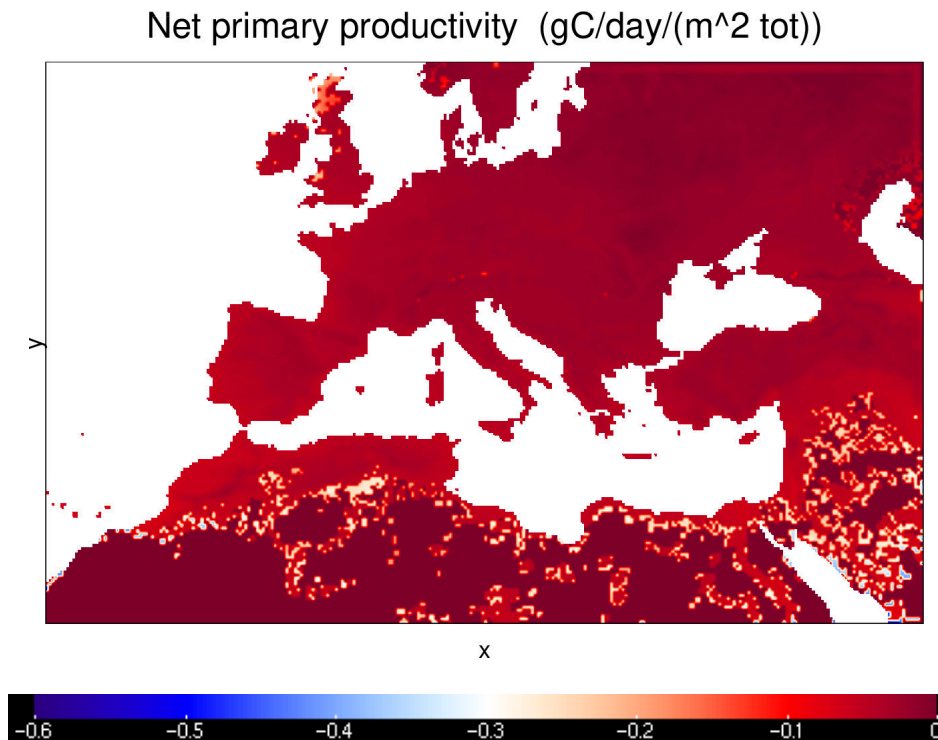 Net primary productivity (gC/day/(m^2 tot))
y
x
-0.6 -0.5 -0.4 -0.3 -0.2 -0.1 0